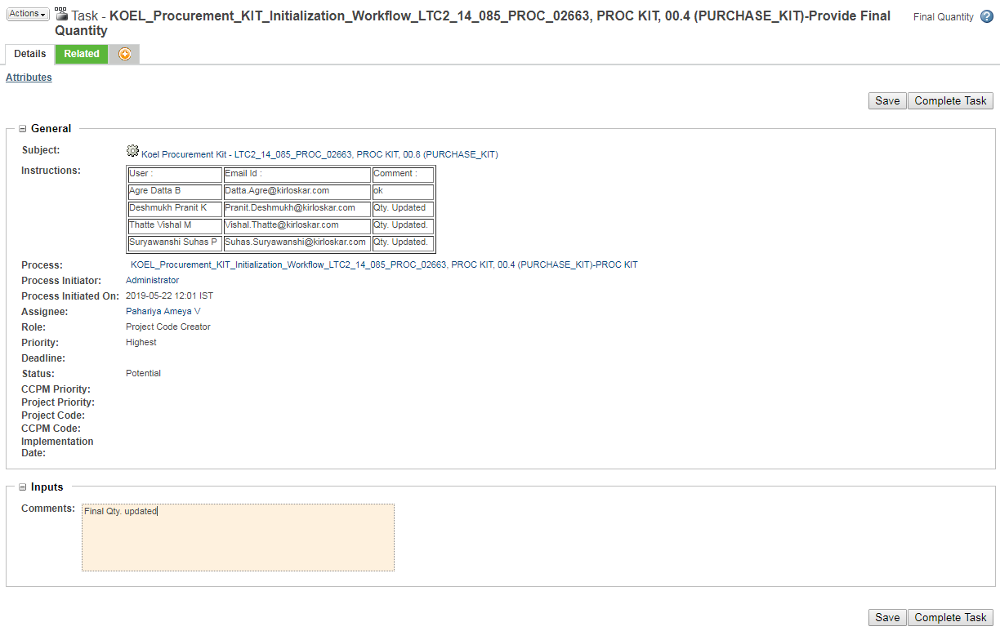 Actions
Task - KOEL_Procurement_KIT_Initialization_Workflow_LTC2_14_085_PROC_02663, PROC KIT, 00.4 (PURCHASE_KIT)-Provide Final
Quantity
Final Quantity ?
Details Related
Attributes
Save Complete Task
General
Subject: Koel Procurement Kit - LTC2_14_085_PROC_02663, PROC KIT, 00.8 (PURCHASE_KIT)
Instructions: User : Email Id : Comment :
Agre Datta B Datta.Agre@kirloskar.com ok
Deshmukh Pranit K Pranit.Deshmukh@kirloskar.com Qty. Updated
Thatte Vishal M Vishal.Thatte@kirloskar.com Qty. Updated.
Suryawanshi Suhas P Suhas.Suryawanshi@kirloskar.com Qty. Updated.
Process: KOEL_Procurement_KIT_Initialization_Workflow_LTC2_14_085_PROC_02663, PROC KIT, 00.4 (PURCHASE_KIT)-PROC KIT
Process Initiator: Administrator
Process Initiated On: 2019-05-22 12:01 IST
Assignee: Pahariya Ameya V
Role: Project Code Creator
Priority: Highest
Deadline:
Status: Potential
CCPM Priority:
Project Priority:
Project Code:
CCPM Code:
Implementation
Date:
Inputs
Comments: Final Qty. updated
Save Complete Task